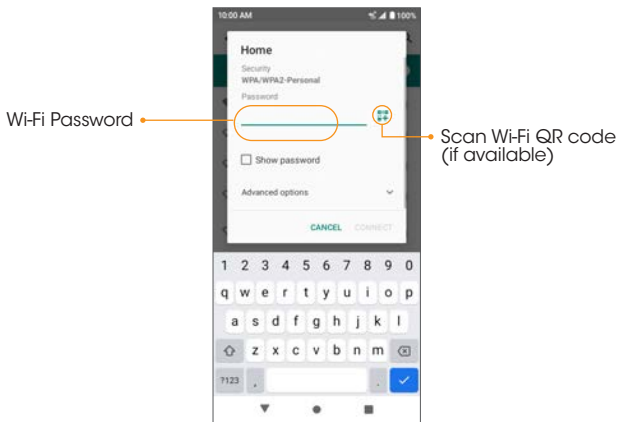 10:00 AM 100%
Home
Security
WPA/WPA2-Personal
Password
Wi-Fi Password
Scan Wi-Fi QR code
(if available)
Show password
Advanced options
CANCEL CONNECT
1 2 3 4 5 6 7 8 9 0
q w e r t y u i o p
a s d f g h j k l
z x c v b n m
?123 , .